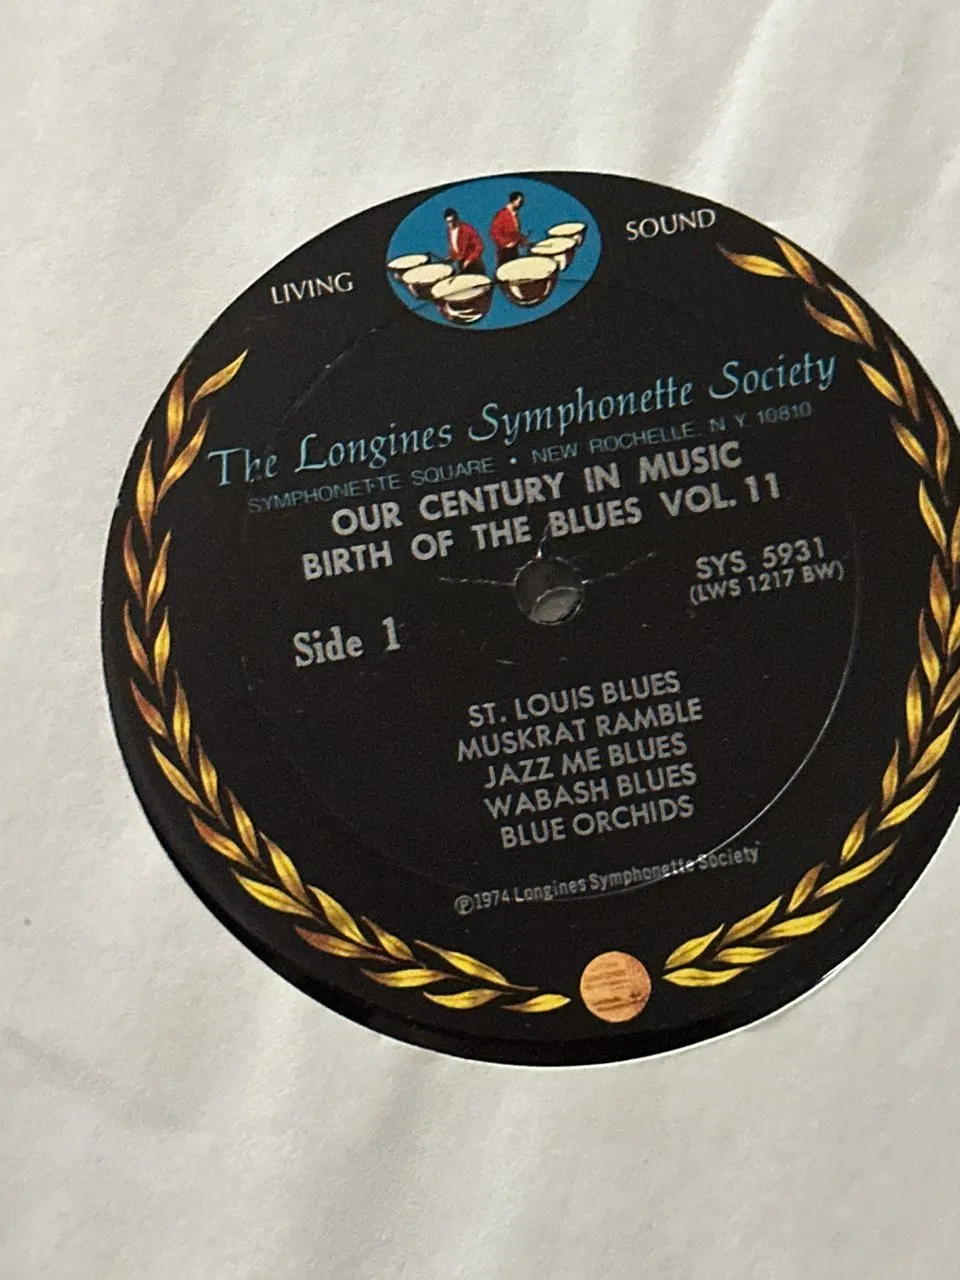 LIVING SOUND
The Longines Symphonette Society
SYMPHONETTE SQUARE • NEW ROCHELLE, N Y 10810
OUR CENTURY IN MUSIC
BIRTH OF THE BLUES VOL. 11
SYS 5931
(LWS 1217 BW)
Side 1
ST. LOUIS BLUES
MUSKRAT RAMBLE
JAZZ ME BLUES
WABASH BLUES
BLUE ORCHIDS
℗1974 Longines Symphonette Society